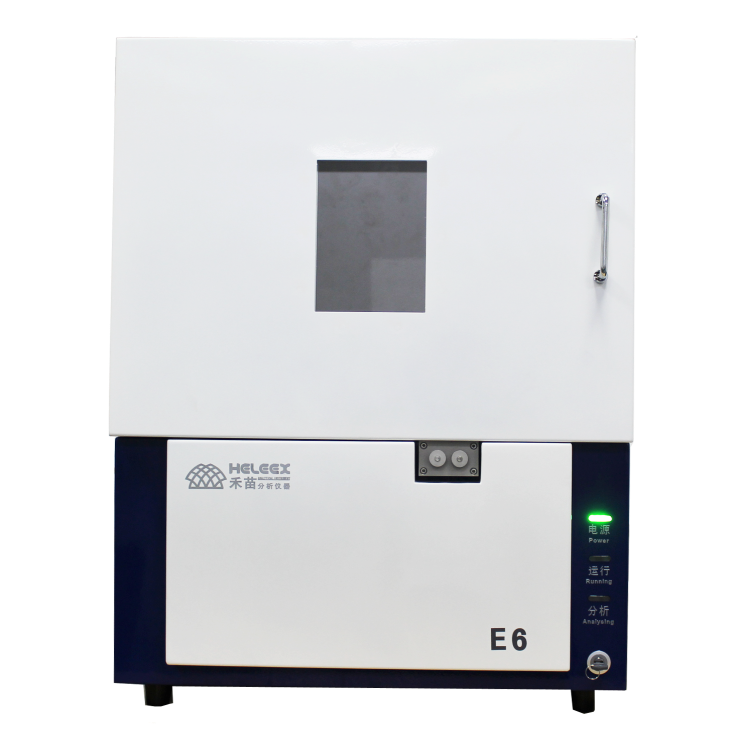 HELEEX
禾苗分析仪器
E6
电源
Power
运行
Running
分析
Analysing